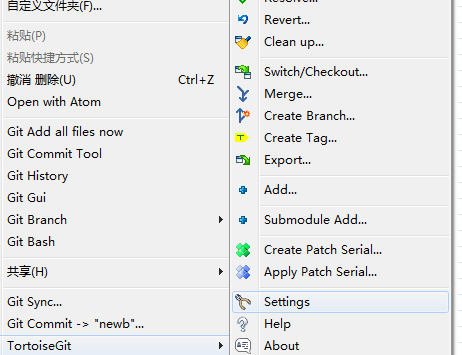 自定义文件夹(F)...
粘贴(P)
粘贴快捷方式(S)
撤消 删除(U) Ctrl+Z
Open with Atom
Git Add all files now
Git Commit Tool
Git History
Git Gui
Git Branch
Git Bash
共享(H)
Git Sync...
Git Commit -> "newb"...
TortoiseGit
Resolve...
Revert...
Clean up...
Switch/Checkout...
Merge...
Create Branch...
Create Tag...
Export...
Add...
Submodule Add...
Create Patch Serial...
Apply Patch Serial...
Settings
Help
About